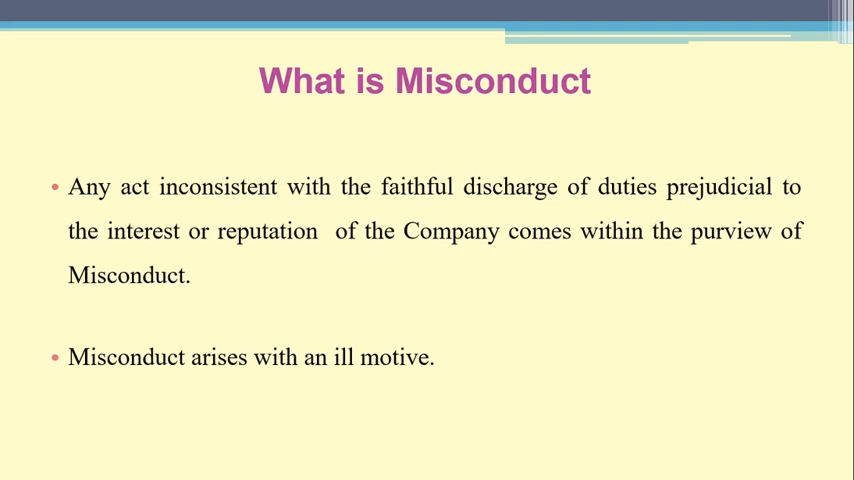 What is Misconduct
• Any act inconsistent with the faithful discharge of duties prejudicial to
the interest or reputation of the Company comes within the purview of
Misconduct.
• Misconduct arises with an ill motive.